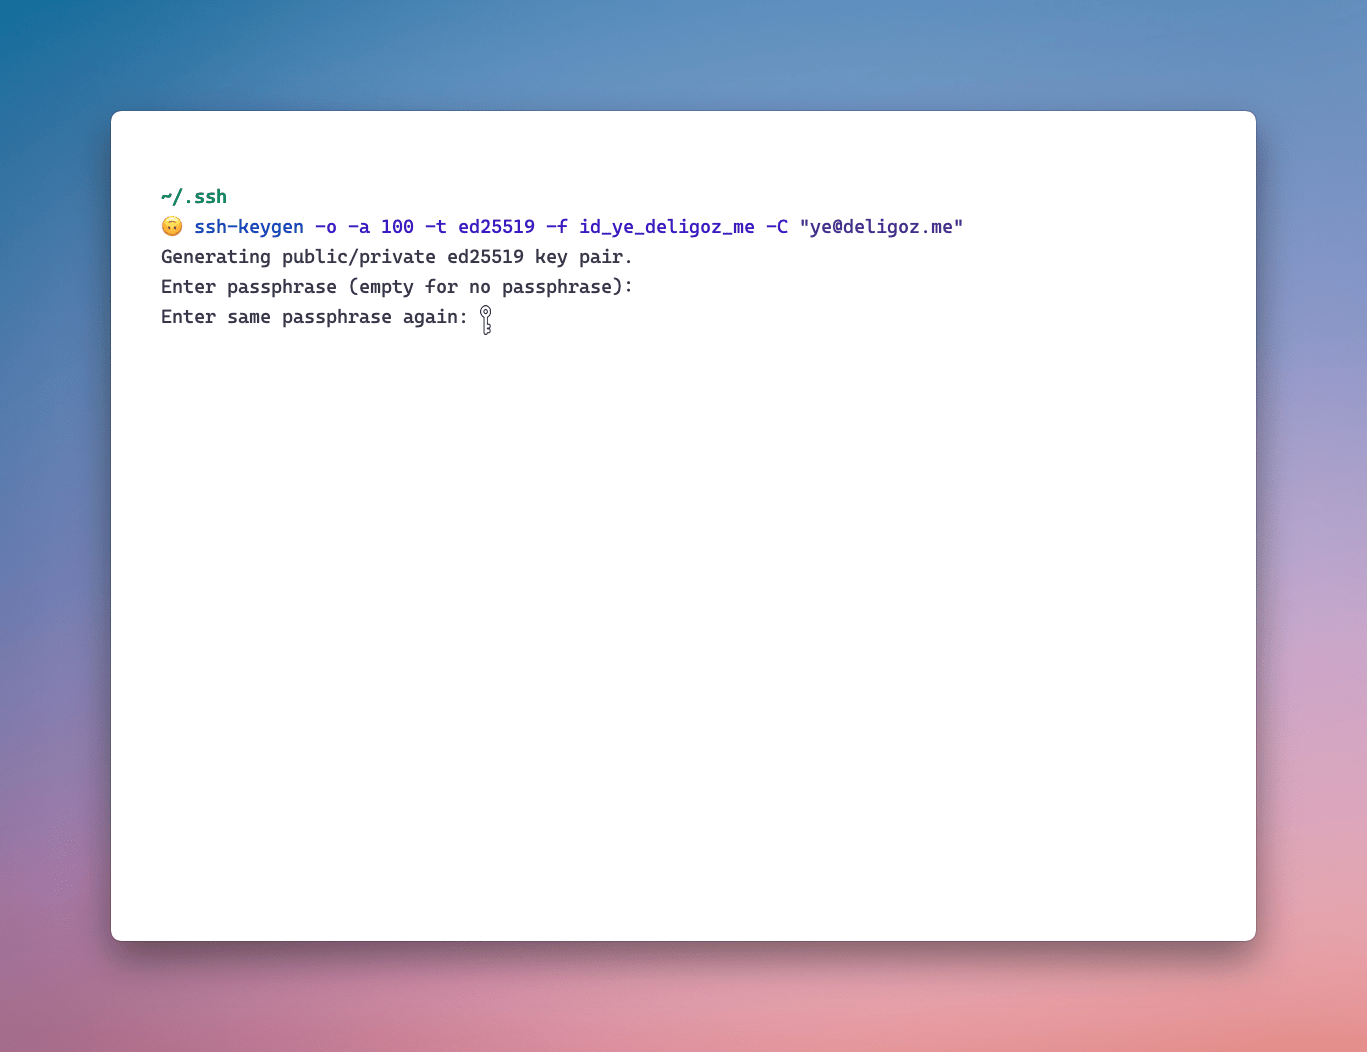 ~/.ssh
🙃 ssh-keygen -o -a 100 -t ed25519 -f id_ye_deligoz_me -C "ye@deligoz.me"
Generating public/private ed25519 key pair.
Enter passphrase (empty for no passphrase):
Enter same passphrase again: